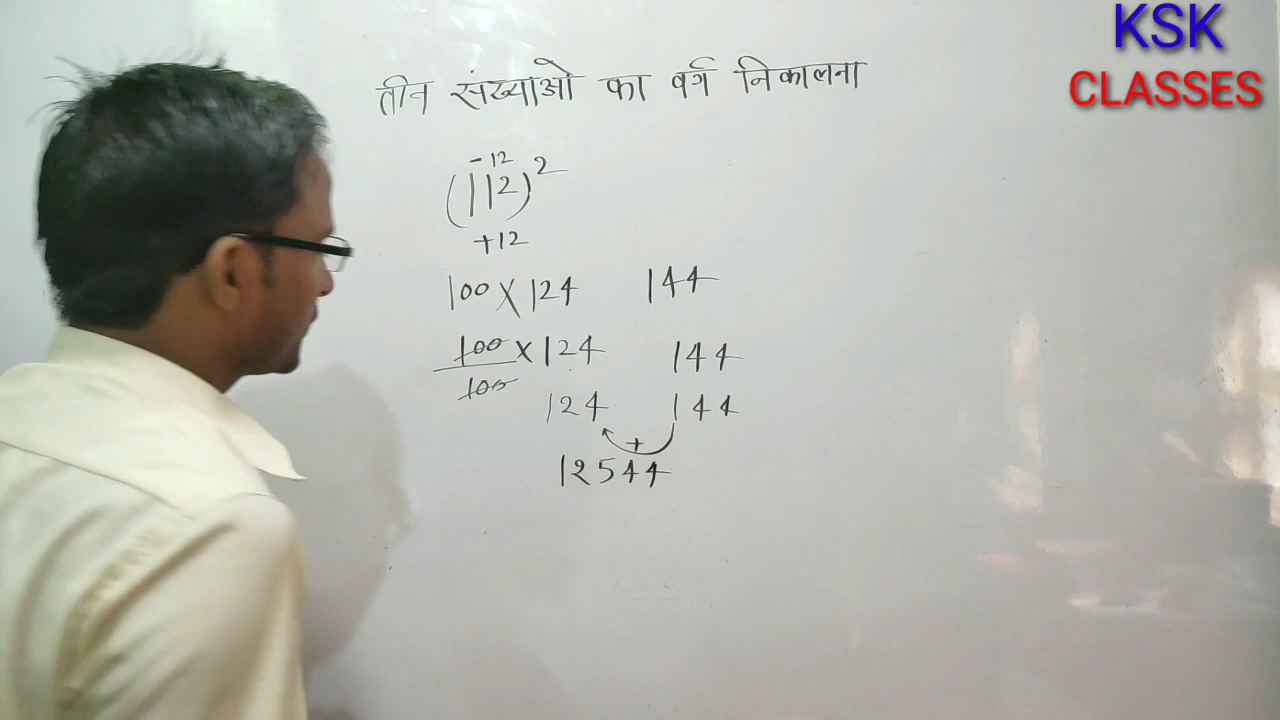 KSK
CLASSES
तीन संख्याओ का वर्ग निकालना
-12
(112)²
+12
100 × 124 144
100 × 124 144
100
124 144
+
12544